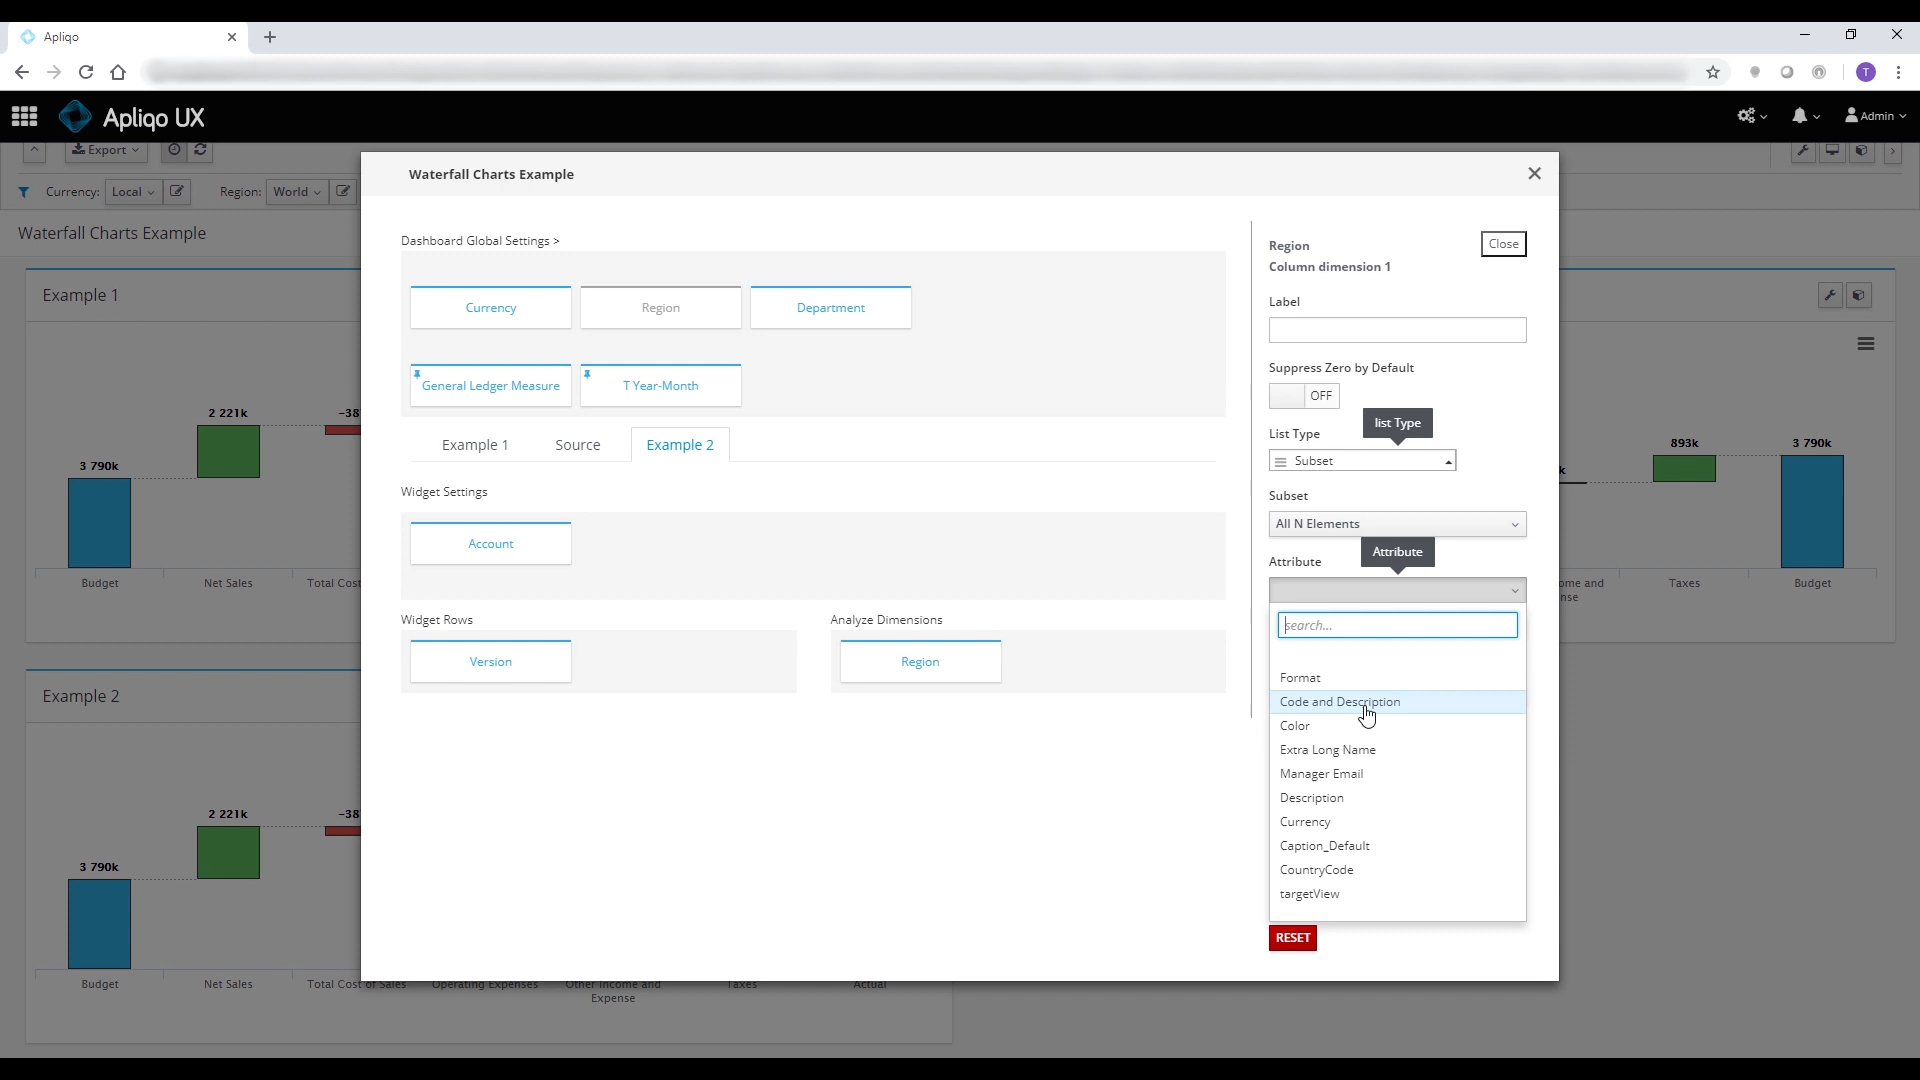 Apliqo
T
Apliqo UX
Admin
Export
Currency: Local
Region: World
Waterfall Charts Example
Example 1
3 790k
2 221k
-38
Budget
Net Sales
Total Cost
Example 2
3 790k
2 221k
-38
Budget
Net Sales
Total Cost of Sales
Operating Expenses
Other Income and
Expense
Taxes
Actual
Waterfall Charts Example
Dashboard Global Settings >
Currency
Region
Department
General Ledger Measure
T Year-Month
Example 1
Source
Example 2
Widget Settings
Account
Widget Rows
Version
Analyze Dimensions
Region
Region
Close
Column dimension 1
Label
Suppress Zero by Default
OFF
list Type
List Type
Subset
Subset
All N Elements
Attribute
Attribute
search...
Format
Code and Description
Color
Extra Long Name
Manager Email
Description
Currency
Caption_Default
CountryCode
targetView
RESET
k
893k
3 790k
ome and
nse
Taxes
Budget